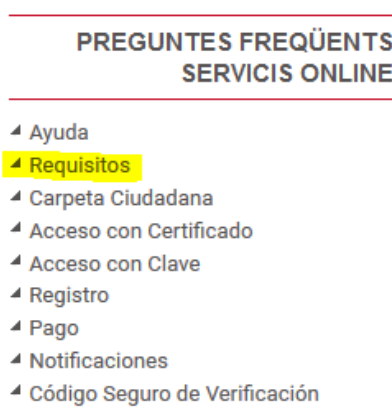 PREGUNTES FREQÜENTS
SERVICIS ONLINE
Ayuda
Requisitos
Carpeta Ciudadana
Acceso con Certificado
Acceso con Clave
Registro
Pago
Notificaciones
Código Seguro de Verificación